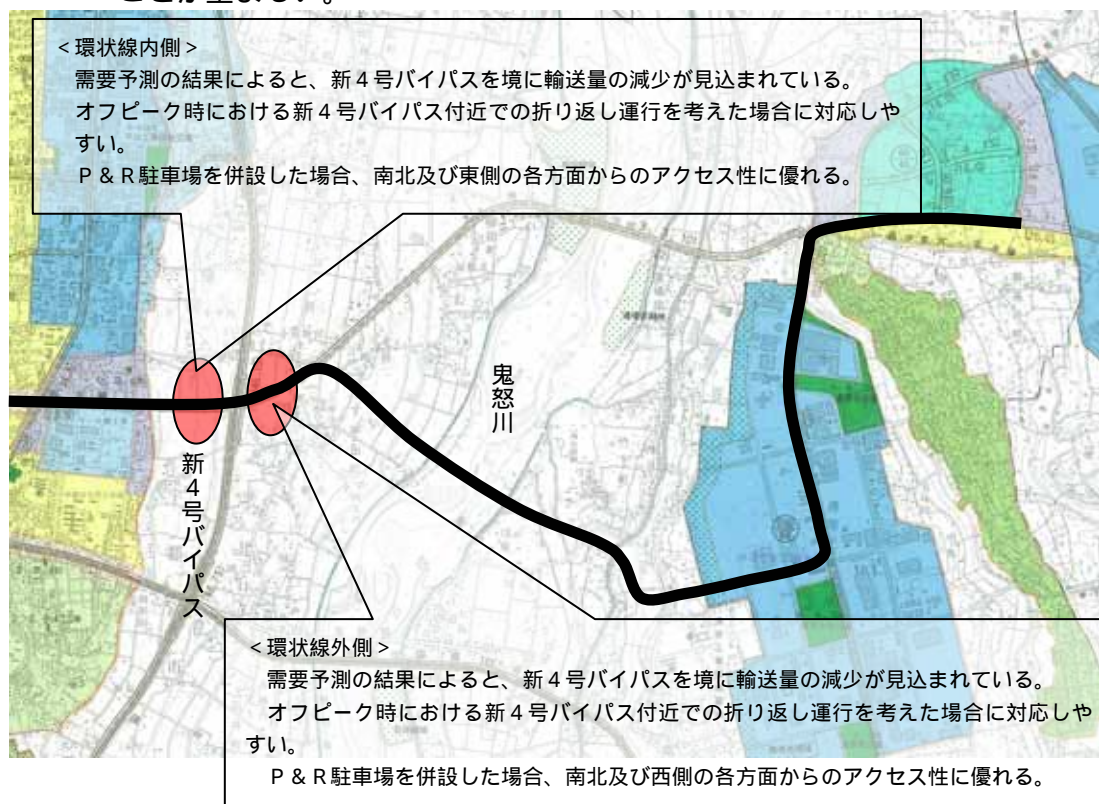 ことが望ましい。
＜環状線内側＞
需要予測の結果によると、新４号バイパスを境に輸送量の減少が見込まれている。
オフピーク時における新４号バイパス付近での折り返し運行を考えた場合に対応しや
すい。
Ｐ＆Ｒ駐車場を併設した場合、南北及び東側の各方面からのアクセス性に優れる。
鬼怒川
新４号バイパス
＜環状線外側＞
需要予測の結果によると、新４号バイパスを境に輸送量の減少が見込まれている。
オフピーク時における新４号バイパス付近での折り返し運行を考えた場合に対応しや
すい。
Ｐ＆Ｒ駐車場を併設した場合、南北及び西側の各方面からのアクセス性に優れる。